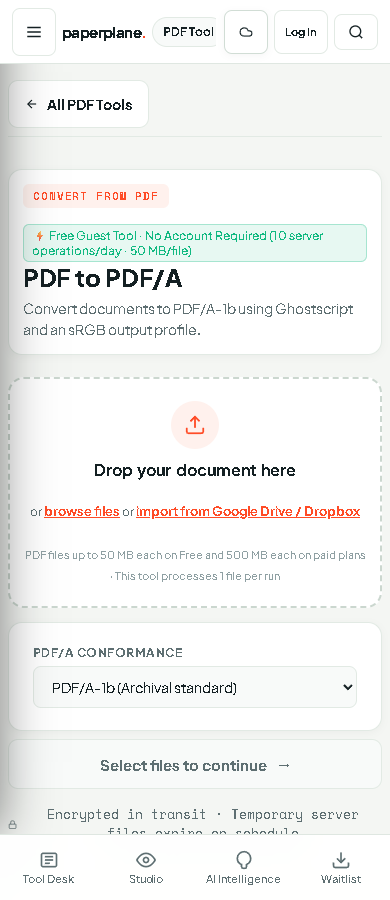 paperplane.
PDF Tool
Log In
← All PDF Tools
CONVERT FROM PDF
Free Guest Tool · No Account Required (10 server
operations/day · 50 MB/file)
PDF to PDF/A
Convert documents to PDF/A-1b using Ghostscript
and an sRGB output profile.
Drop your document here
or browse files or import from Google Drive / Dropbox
PDF files up to 50 MB each on Free and 500 MB each on paid plans
· This tool processes 1 file per run
PDF/A CONFORMANCE
PDF/A-1b (Archival standard)
Select files to continue →
Encrypted in transit · Temporary server
files expire on schedule
Tool Desk
Studio
AI Intelligence
Waitlist